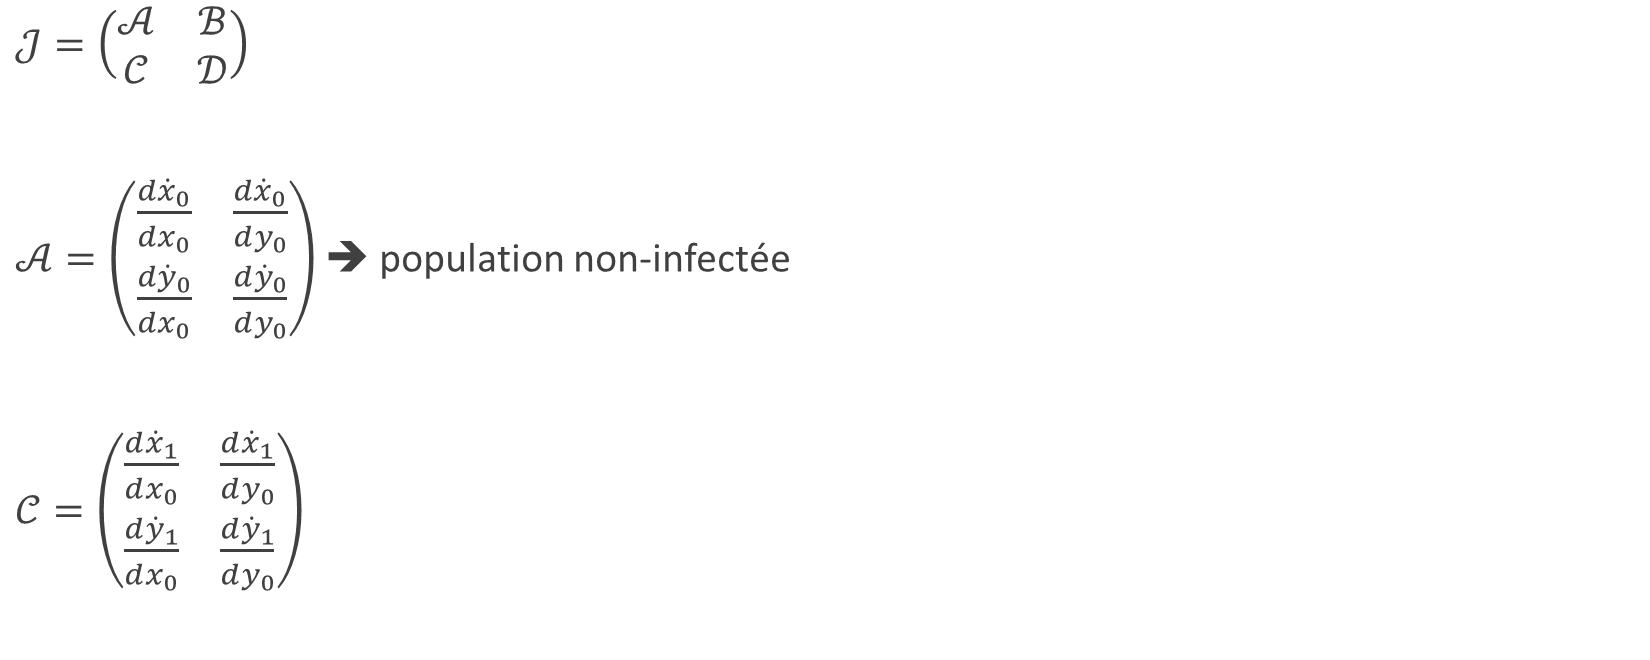 𝒥 = (𝒜 ℬ
𝒞 𝒟)
𝒜 = (dẋ₀/dx₀ dẋ₀/dy₀
dẏ₀/dx₀ dẏ₀/dy₀) ➔ population non-infectée
𝒞 = (dẋ₁/dx₀ dẋ₁/dy₀
dẏ₁/dx₀ dẏ₁/dy₀)